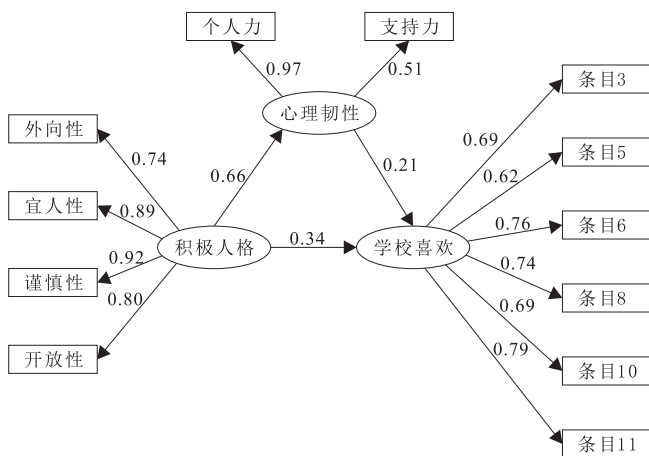 个人力
支持力
0.97
0.51
心理韧性
条目3
外向性
0.69
条目5
0.74
0.66
0.21
0.62
宜人性
0.89
0.76
条目6
积极人格
0.34
学校喜欢
谨慎性
0.92
0.74
条目8
0.80
0.69
开放性
0.79
条目10
条目11